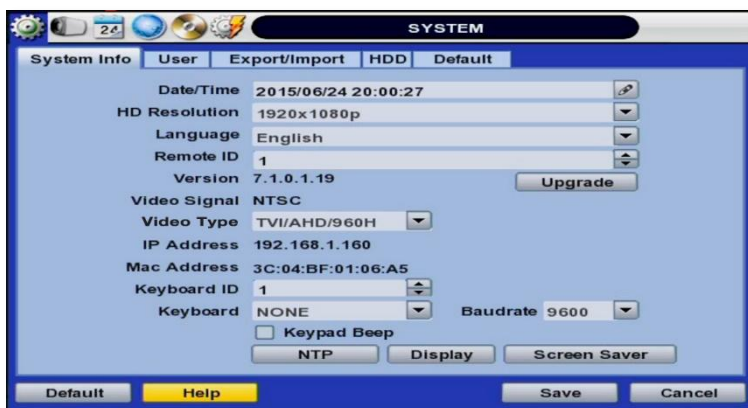 24
SYSTEM
System Info User Export/Import HDD Default
Date/Time 2015/06/24 20:00:27
HD Resolution 1920x1080p
Language English
Remote ID 1
Version 7.1.0.1.19 Upgrade
Video Signal NTSC
Video Type TVI/AHD/960H
IP Address 192.168.1.160
Mac Address 3C:04:BF:01:06:A5
Keyboard ID 1
Keyboard NONE Baudrate 9600
Keypad Beep
NTP Display Screen Saver
Default Help Save Cancel